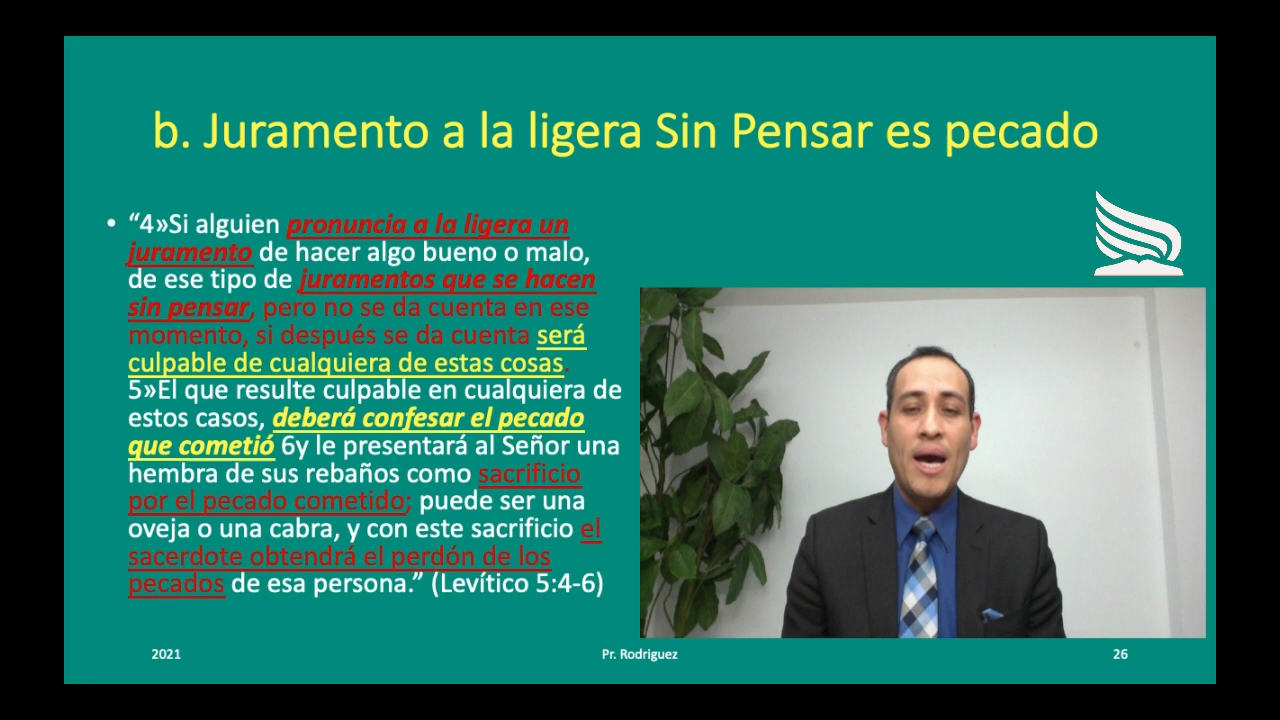 b. Juramento a la ligera Sin Pensar es pecado
• “4»Si alguien pronuncia a la ligera un
juramento de hacer algo bueno o malo,
de ese tipo de juramentos que se hacen
sin pensar, pero no se da cuenta en ese
momento, si después se da cuenta será
culpable de cualquiera de estas cosas.
5»El que resulte culpable en cualquiera de
estos casos, deberá confesar el pecado
que cometió 6y le presentará al Señor una
hembra de sus rebaños como sacrificio
por el pecado cometido; puede ser una
oveja o una cabra, y con este sacrificio el
sacerdote obtendrá el perdón de los
pecados de esa persona.” (Levítico 5:4-6)
2021
Pr. Rodriguez
26